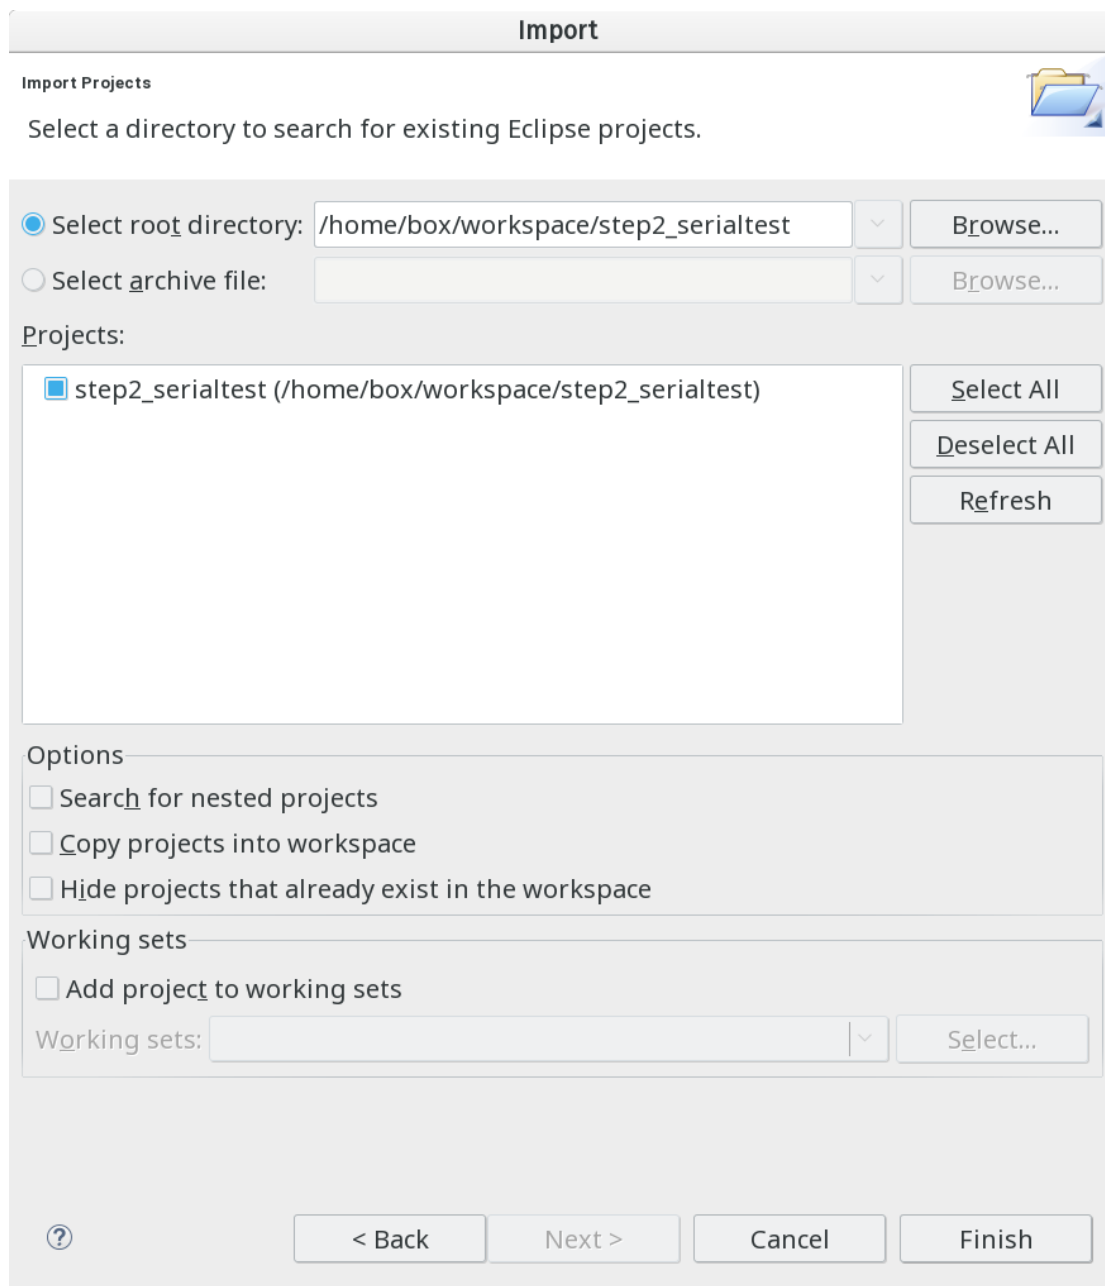 Import
Import Projects
Select a directory to search for existing Eclipse projects.
Select root directory: /home/box/workspace/step2_serialtest Browse...
Select archive file: Browse...
Projects:
step2_serialtest (/home/box/workspace/step2_serialtest)
Select All
Deselect All
Refresh
Options
Search for nested projects
Copy projects into workspace
Hide projects that already exist in the workspace
Working sets
Add project to working sets
Working sets: Select...
? < Back Next > Cancel Finish